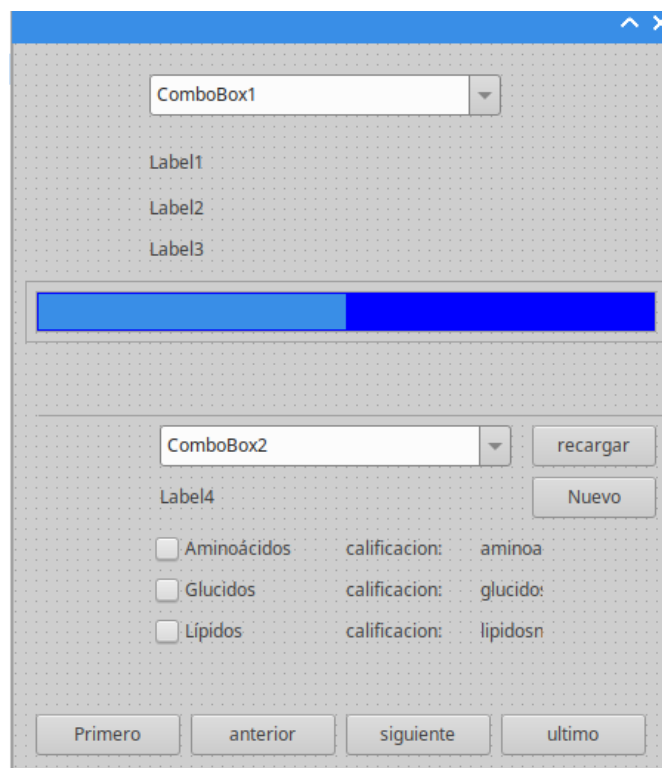 ComboBox1
Label1
Label2
Label3
ComboBox2 recargar
Label4 Nuevo
Aminoácidos calificacion: aminoa
Glucidos calificacion: glucidos
Lípidos calificacion: lipidosn
Primero anterior siguiente ultimo